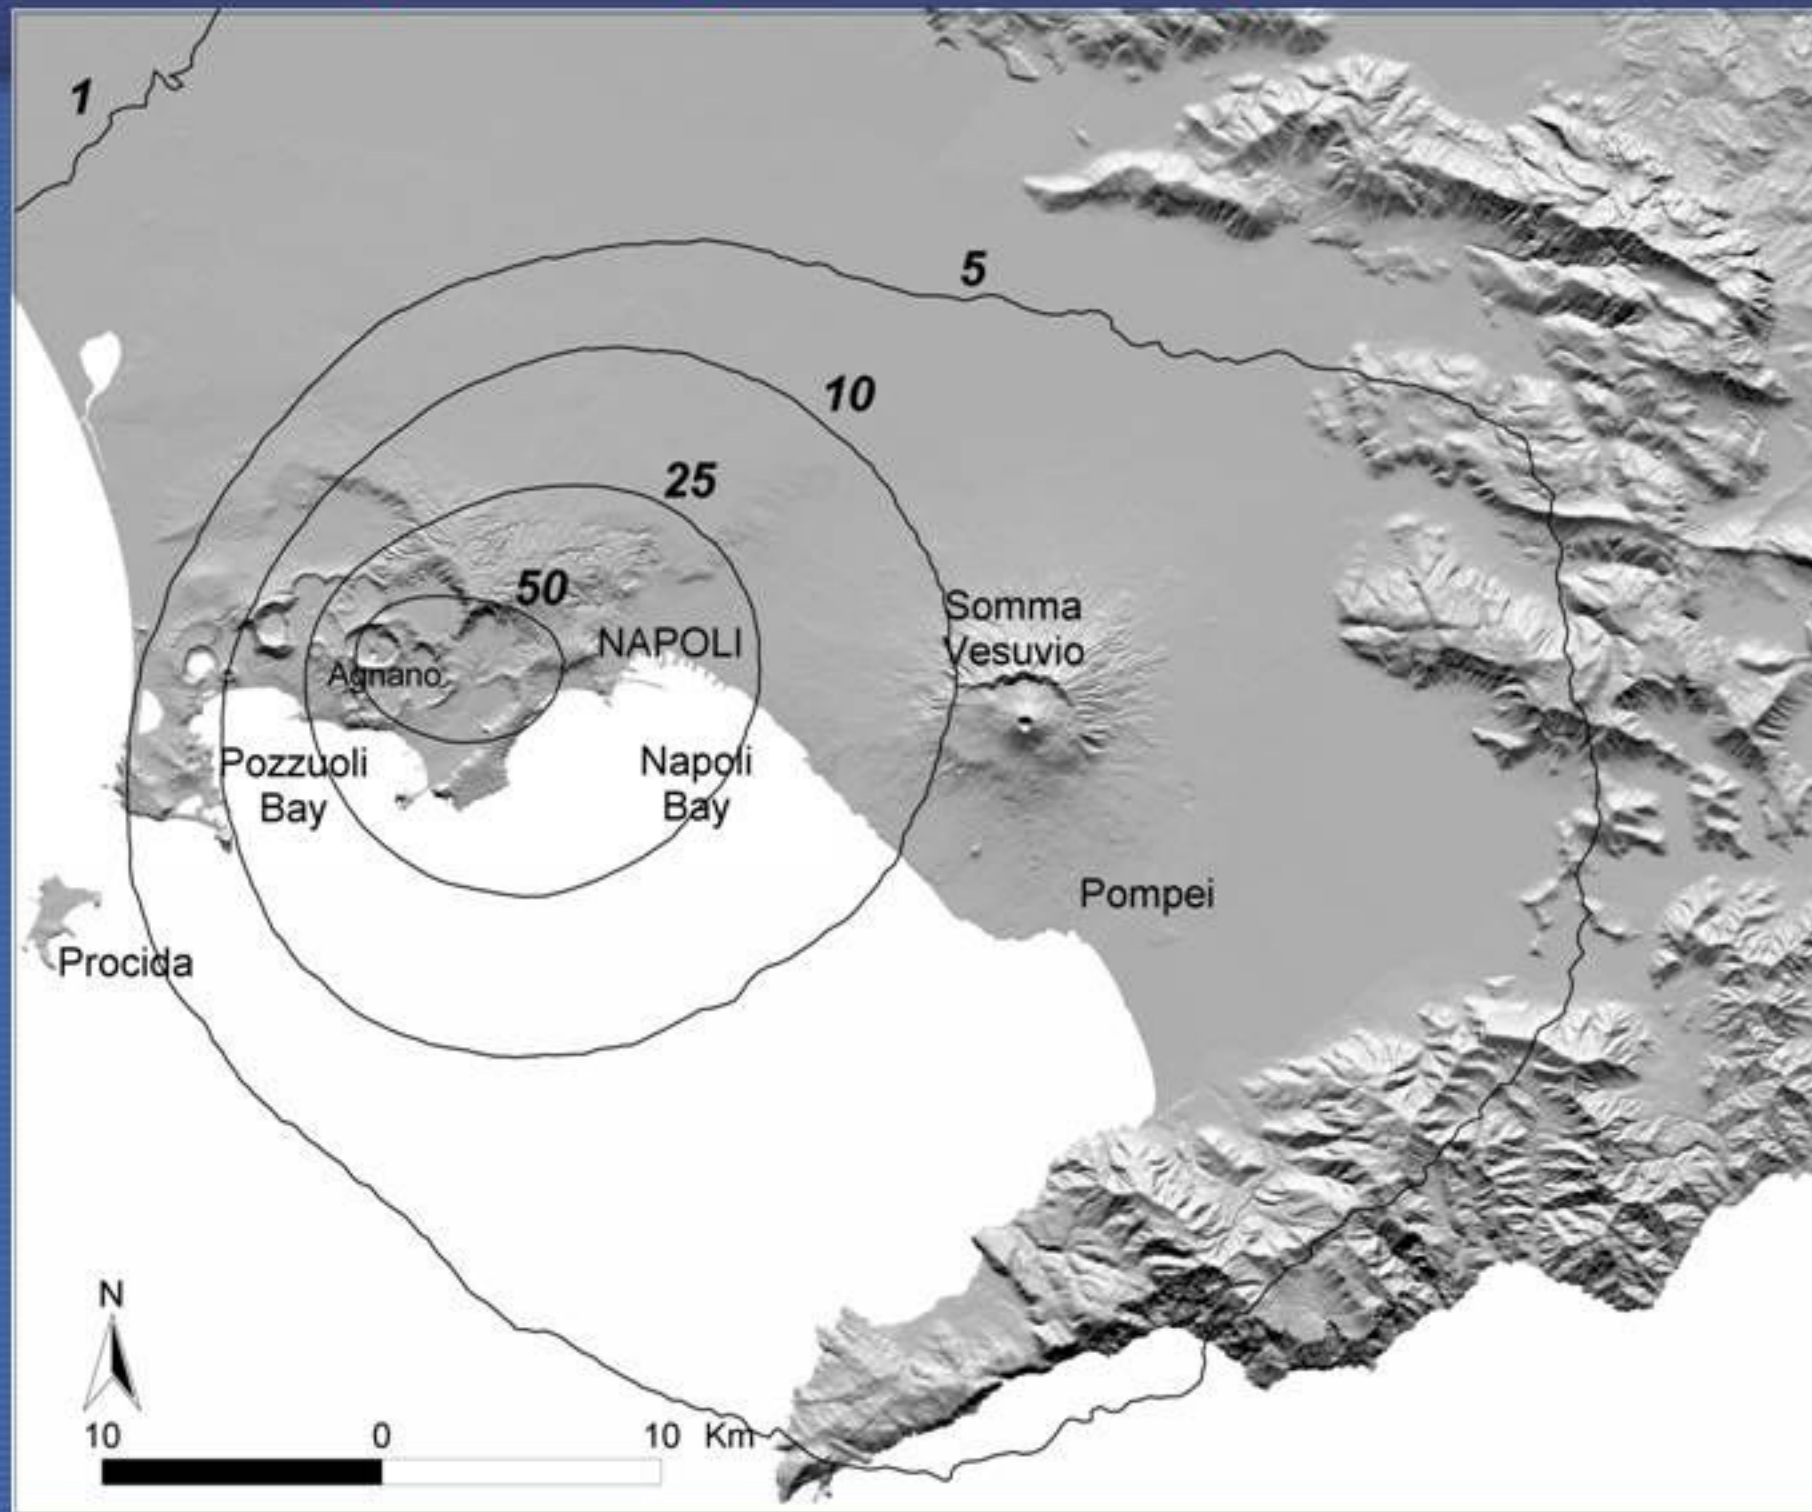 1
5
10
25
50
Somma
Vesuvio
NAPOLI
Agnano
Pozzuoli
Bay
Napoli
Bay
Pompei
Procida
N
10 0 10 Km